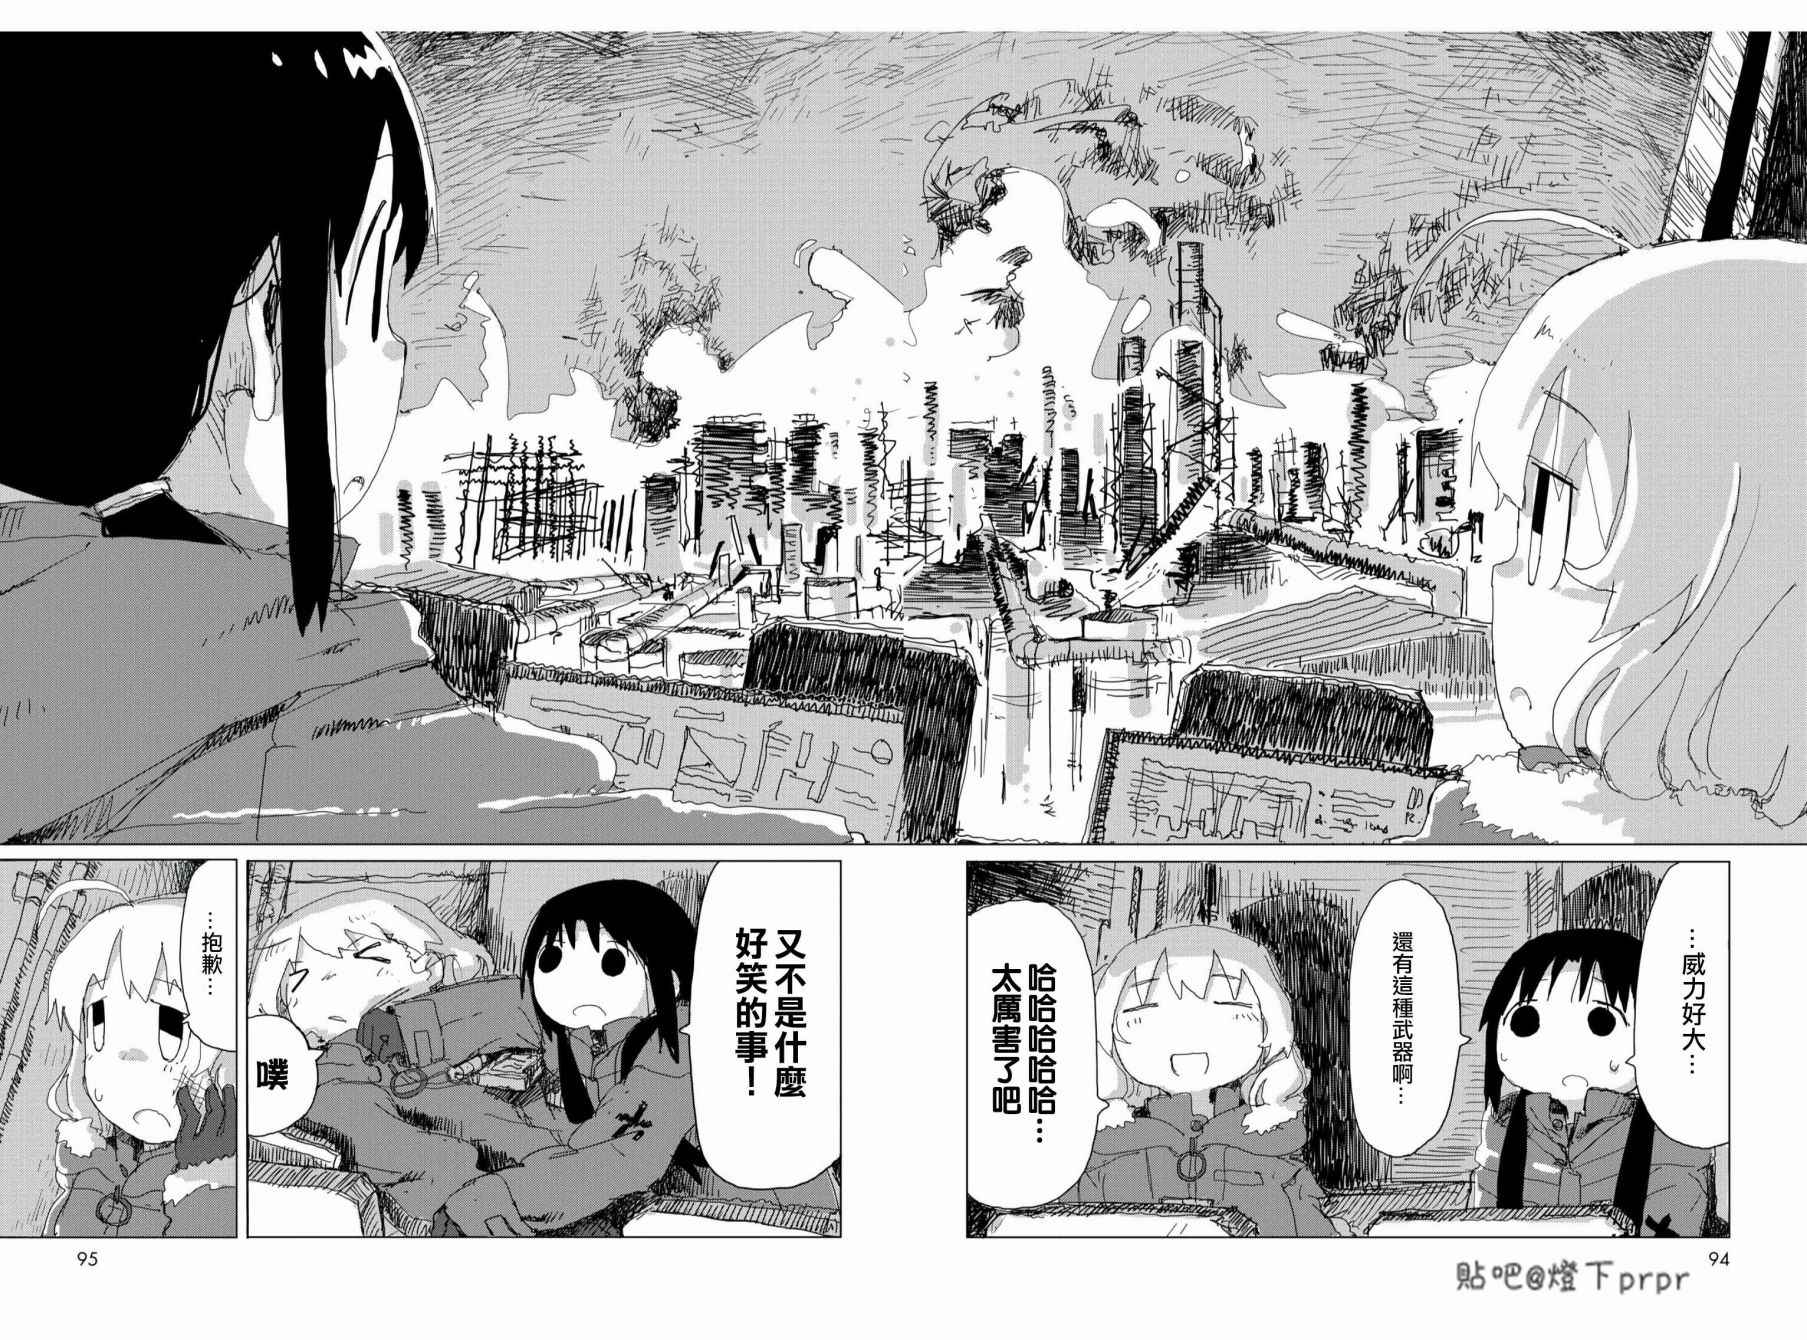 …威力好大…
還有這種武器啊…
哈哈哈哈哈哈…
太厲害了吧
又不是什麼
好笑的事！
噗
…抱歉…
95
94
貼吧@燈下prpr